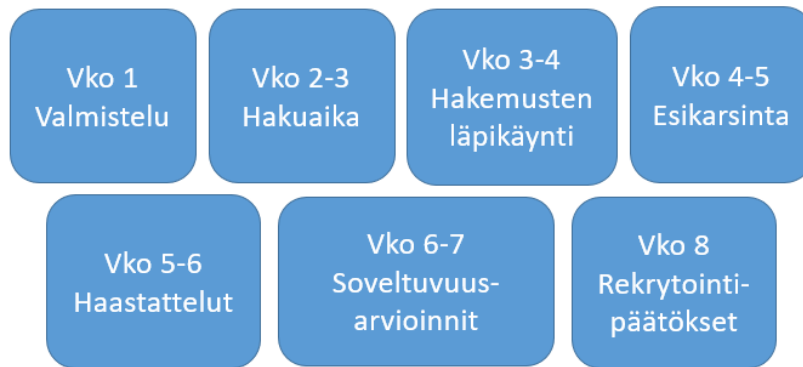 Vko 1
Valmistelu
Vko 2-3
Hakuaika
Vko 3-4
Hakemusten
läpikäynti
Vko 4-5
Esikarsinta
Vko 5-6
Haastattelut
Vko 6-7
Soveltuvuus-
arvioinnit
Vko 8
Rekrytointi-
päätökset